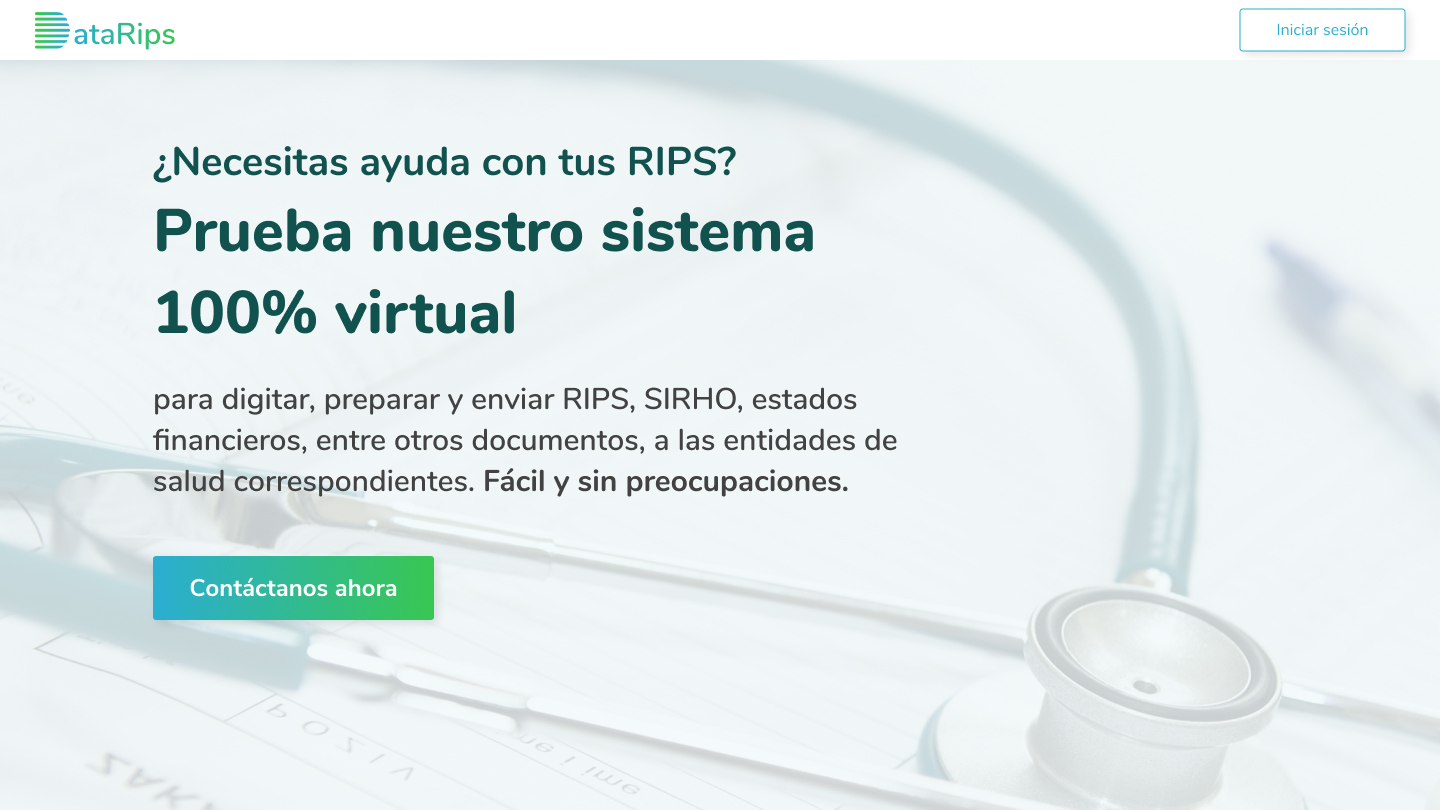 DataRips
Iniciar sesión
¿Necesitas ayuda con tus RIPS?
Prueba nuestro sistema
100% virtual
para digitar, preparar y enviar RIPS, SIRHO, estados
financieros, entre otros documentos, a las entidades de
salud correspondientes. Fácil y sin preocupaciones.
Contáctanos ahora